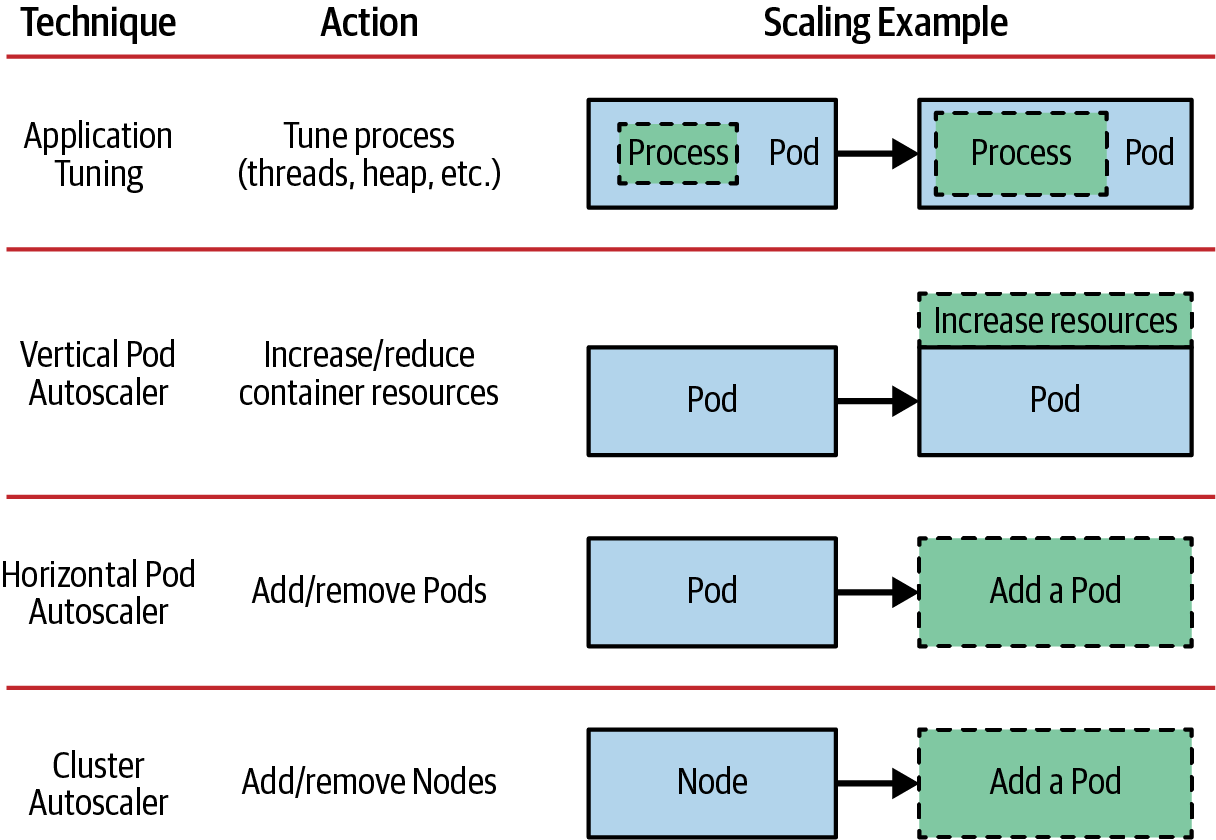 Technique Action Scaling Example
Application
Tuning
Tune process
(threads, heap, etc.)
Process Pod Process Pod
Vertical Pod
Autoscaler
Increase/reduce
container resources
Pod
Increase resources
Pod
Horizontal Pod
Autoscaler
Add/remove Pods
Pod
Add a Pod
Cluster
Autoscaler
Add/remove Nodes
Node
Add a Pod